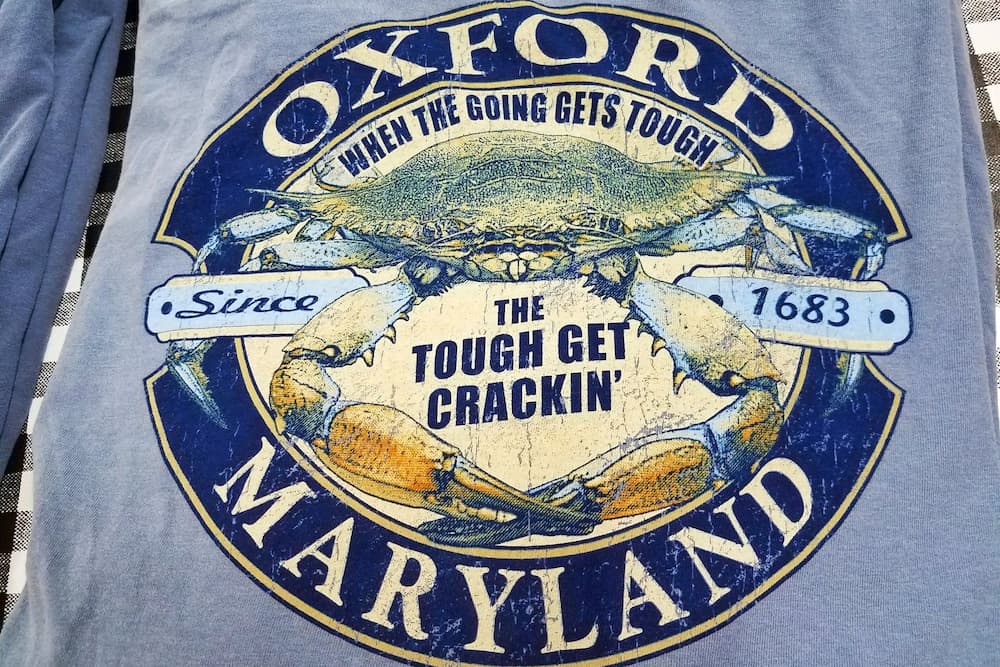 OXFORD
WHEN THE GOING GETS TOUGH
Since
1683
THE
TOUGH GET
CRACKIN'
MARYLAND